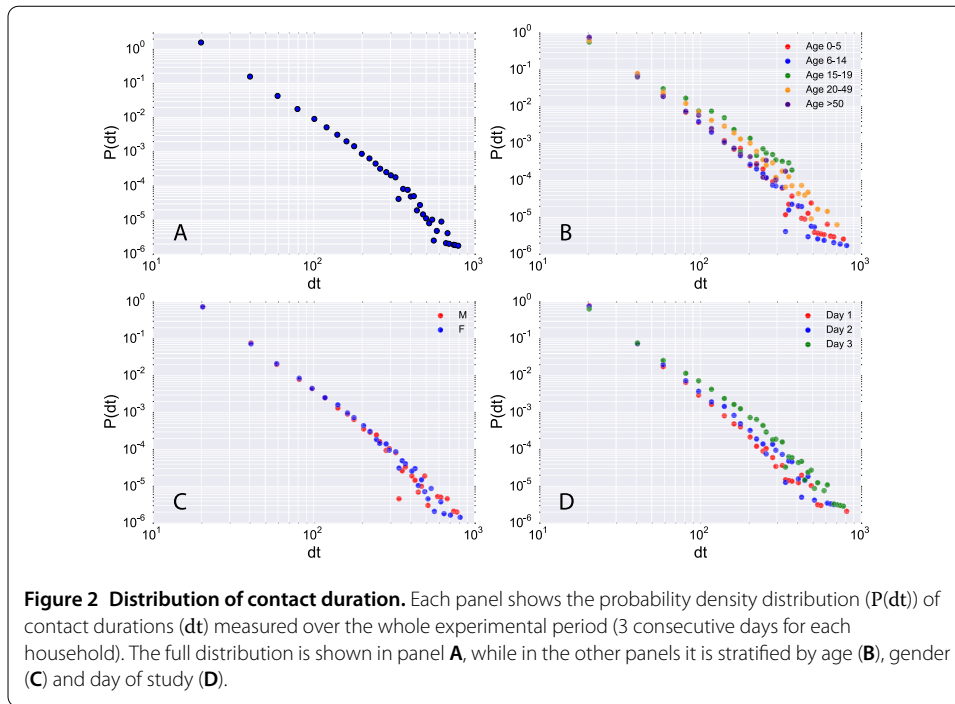 10^0
10^-1
10^-2
10^-3
10^-4
10^-5
10^-6
P(dt)
A
10^1 10^2 10^3
dt
10^0
10^-1
10^-2
10^-3
10^-4
10^-5
10^-6
P(dt)
Age 0-5
Age 6-14
Age 15-19
Age 20-49
Age >50
B
10^1 10^2 10^3
dt
10^0
10^-1
10^-2
10^-3
10^-4
10^-5
10^-6
P(dt)
M
F
C
10^1 10^2 10^3
dt
10^0
10^-1
10^-2
10^-3
10^-4
10^-5
10^-6
P(dt)
Day 1
Day 2
Day 3
D
10^1 10^2 10^3
dt
Figure 2 Distribution of contact duration. Each panel shows the probability density distribution (P(dt)) of
contact durations (dt) measured over the whole experimental period (3 consecutive days for each
household). The full distribution is shown in panel A, while in the other panels it is stratified by age (B), gender
(C) and day of study (D).